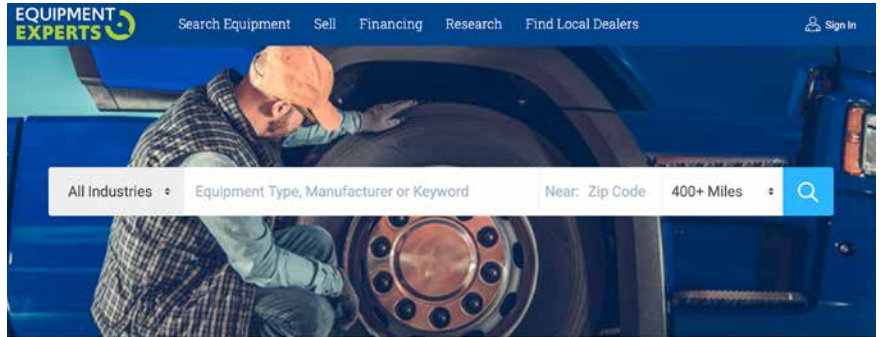 EQUIPMENT
EXPERTS
Search Equipment Sell Financing Research Find Local Dealers Sign In
All Industries Equipment Type, Manufacturer or Keyword Near: Zip Code 400+ Miles